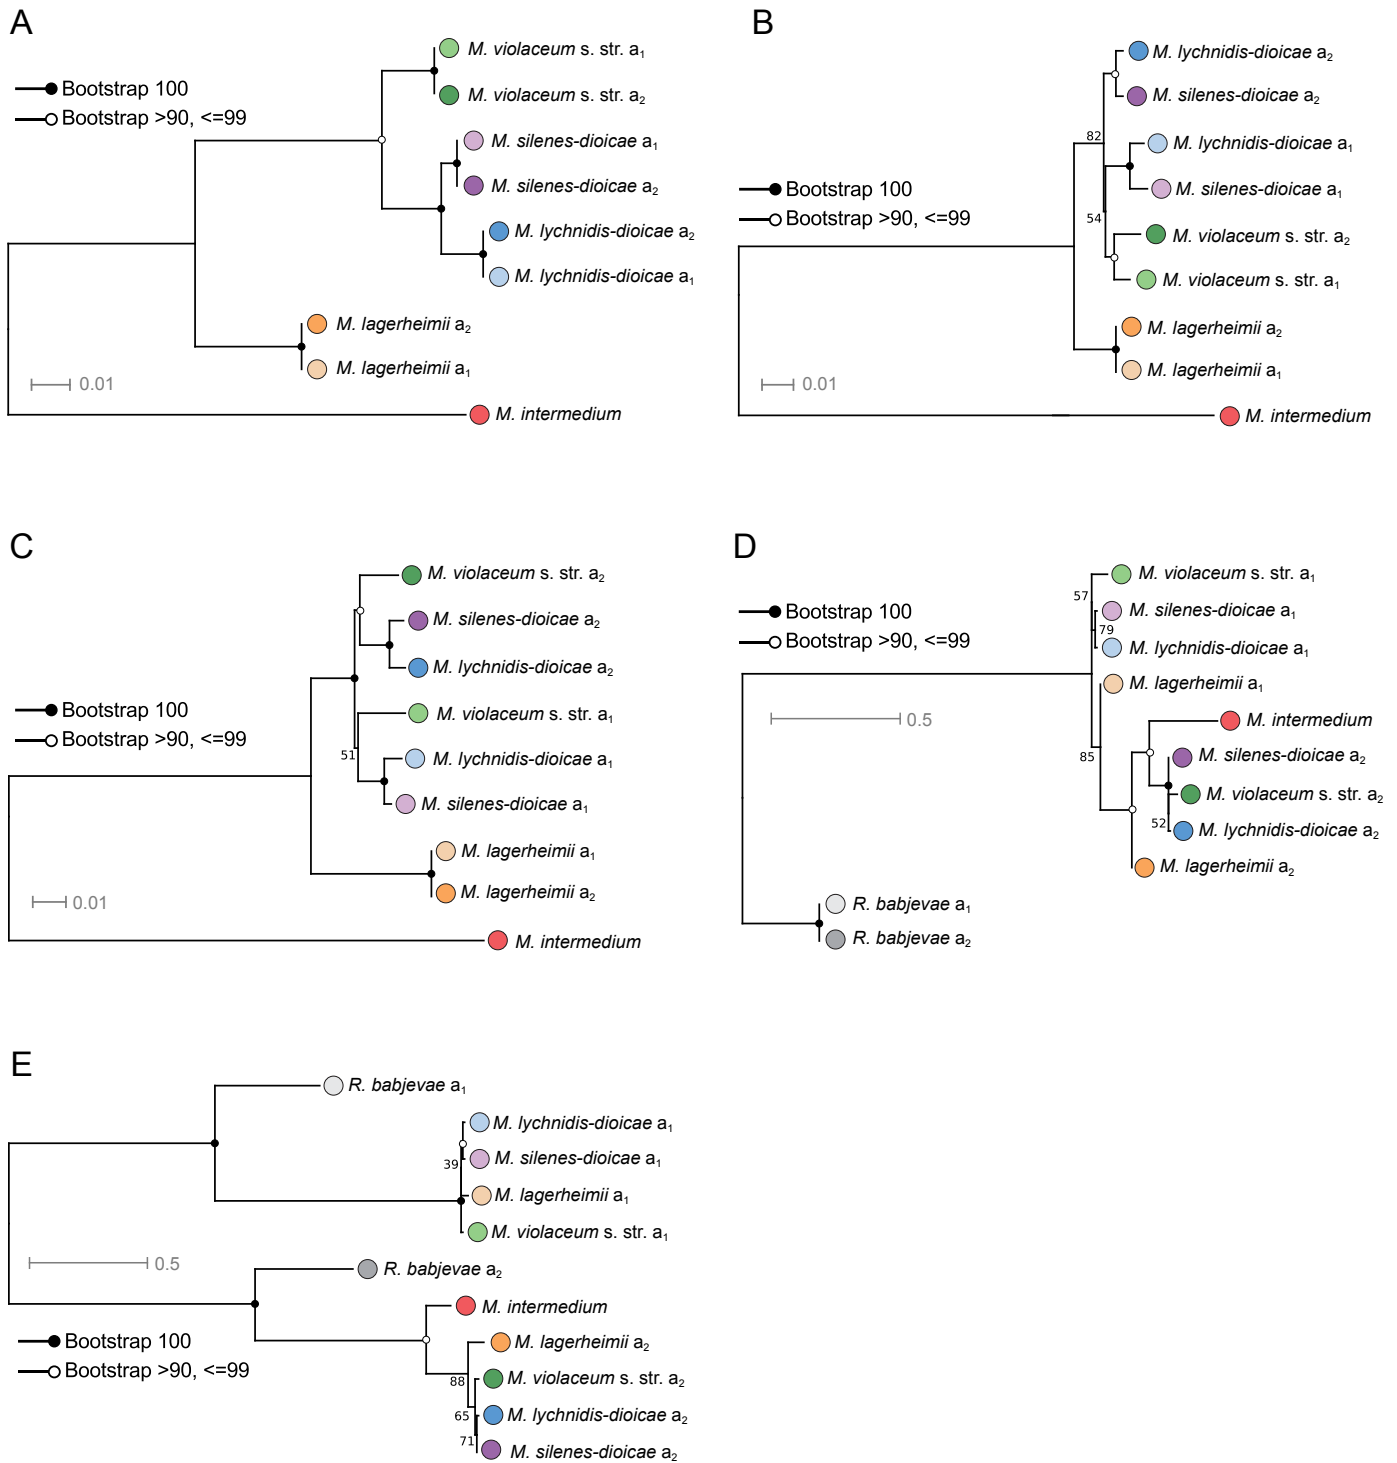 A
M. violaceum s. str. a1
Bootstrap 100
M. violaceum s. str. a2
Bootstrap >90, <=99
M. silenes-dioicae a1
M. silenes-dioicae a2
M. lychnidis-dioicae a2
M. lychnidis-dioicae a1
M. lagerheimii a2
M. lagerheimii a1
0.01
M. intermedium
B
M. lychnidis-dioicae a2
M. silenes-dioicae a2
82
M. lychnidis-dioicae a1
Bootstrap 100
M. silenes-dioicae a1
Bootstrap >90, <=99
54
M. violaceum s. str. a2
M. violaceum s. str. a1
M. lagerheimii a2
M. lagerheimii a1
0.01
M. intermedium
C
M. violaceum s. str. a2
M. silenes-dioicae a2
M. lychnidis-dioicae a2
Bootstrap 100
M. violaceum s. str. a1
Bootstrap >90, <=99
51
M. lychnidis-dioicae a1
M. silenes-dioicae a1
M. lagerheimii a1
M. lagerheimii a2
0.01
M. intermedium
D
M. violaceum s. str. a1
57
Bootstrap 100
M. silenes-dioicae a1
79
Bootstrap >90, <=99
M. lychnidis-dioicae a1
M. lagerheimii a1
0.5
M. intermedium
85
M. silenes-dioicae a2
M. violaceum s. str. a2
52
M. lychnidis-dioicae a2
M. lagerheimii a2
R. babjevae a1
R. babjevae a2
E
R. babjevae a1
M. lychnidis-dioicae a1
39
M. silenes-dioicae a1
M. lagerheimii a1
M. violaceum s. str. a1
0.5
R. babjevae a2
M. intermedium
Bootstrap 100
M. lagerheimii a2
Bootstrap >90, <=99
88
M. violaceum s. str. a2
65
M. lychnidis-dioicae a2
71
M. silenes-dioicae a2